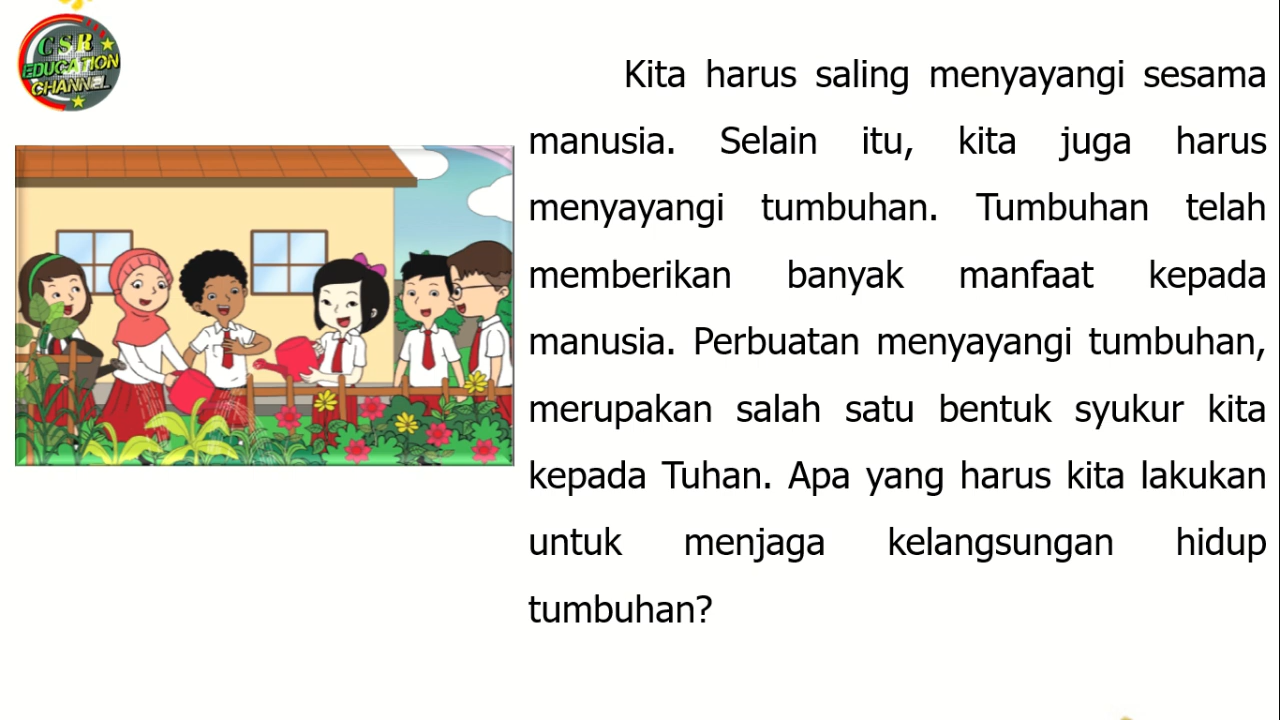 CSR
EDUCATION
CHANNEL
Kita harus saling menyayangi sesama
manusia. Selain itu, kita juga harus
menyayangi tumbuhan. Tumbuhan telah
memberikan banyak manfaat kepada
manusia. Perbuatan menyayangi tumbuhan,
merupakan salah satu bentuk syukur kita
kepada Tuhan. Apa yang harus kita lakukan
untuk menjaga kelangsungan hidup
tumbuhan?